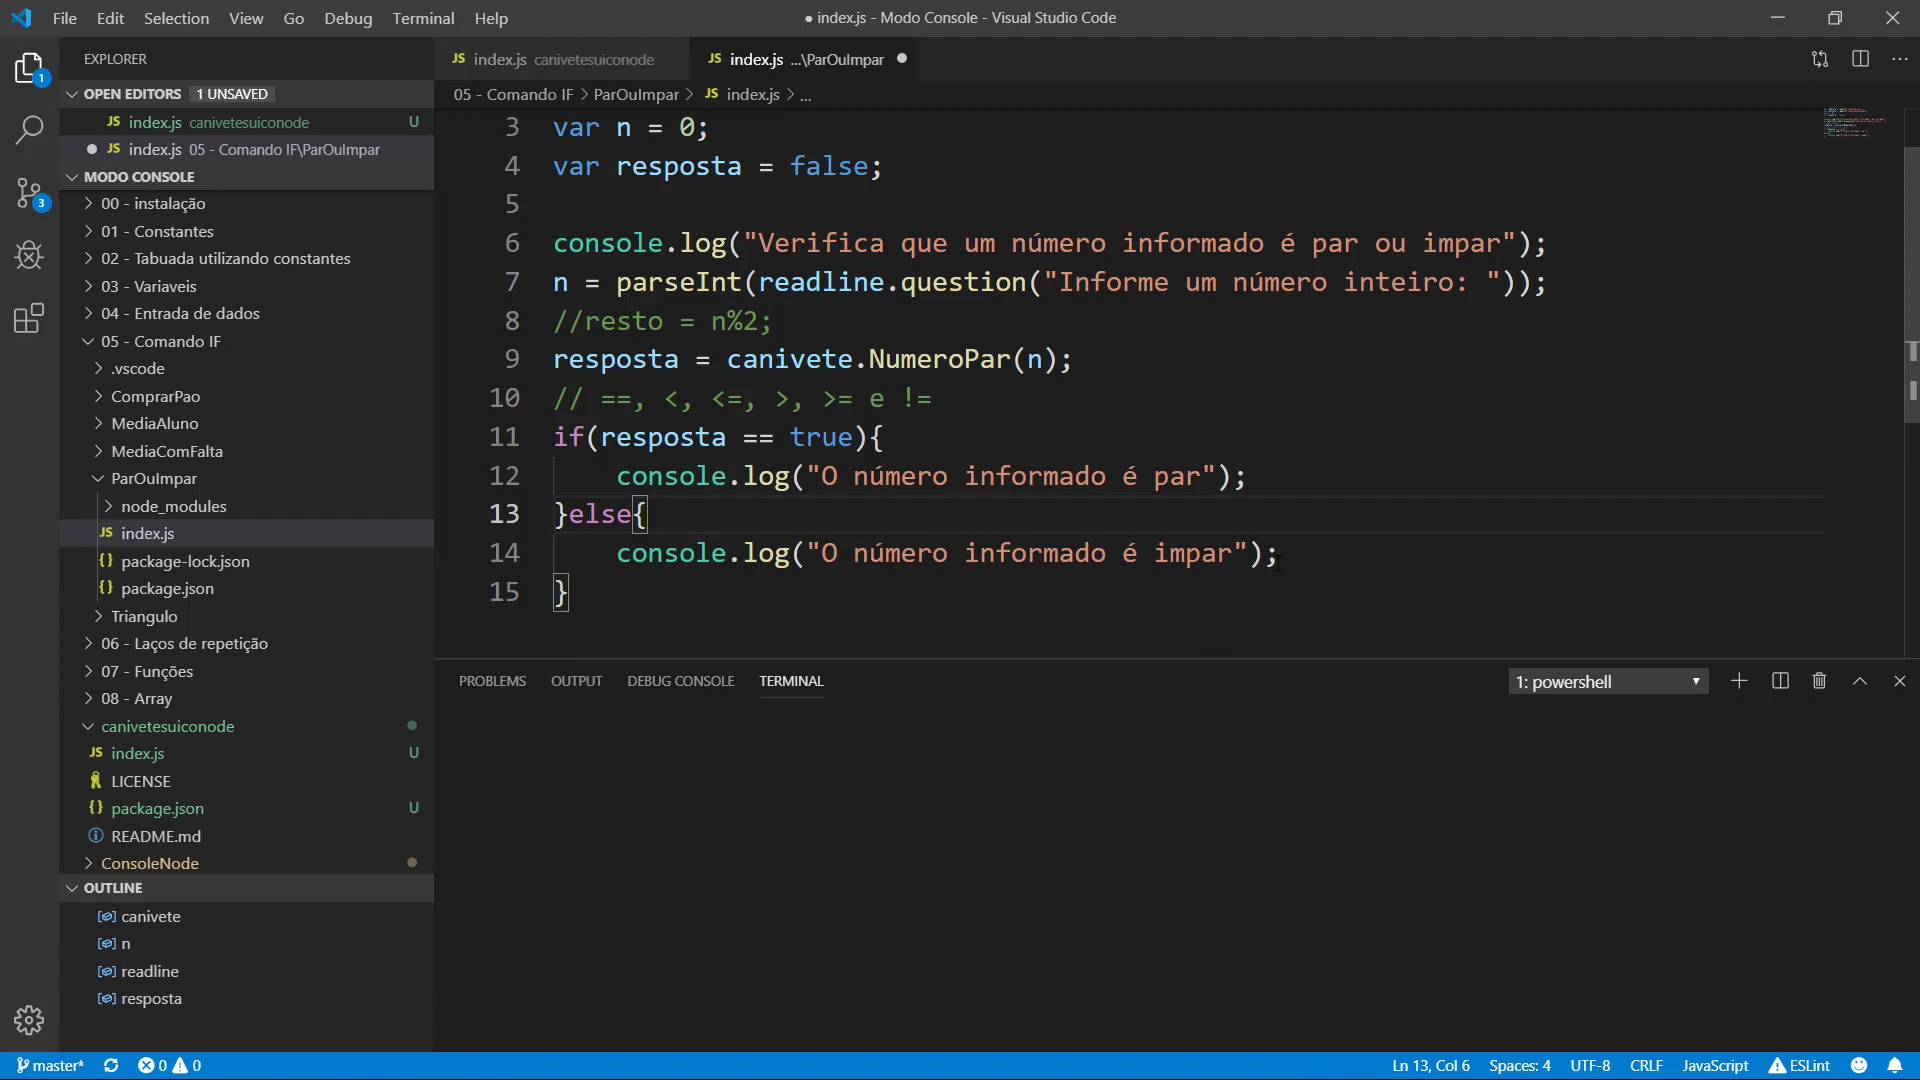 File Edit Selection View Go Debug Terminal Help
● index.js - Modo Console - Visual Studio Code
EXPLORER
OPEN EDITORS 1 UNSAVED
JS index.js canivetesuiconode U
● JS index.js 05 - Comando IF\ParOuImpar
MODO CONSOLE
00 - instalação
01 - Constantes
02 - Tabuada utilizando constantes
03 - Variaveis
04 - Entrada de dados
05 - Comando IF
.vscode
ComprarPao
MediaAluno
MediaComFalta
ParOuImpar
node_modules
JS index.js
{} package-lock.json
{} package.json
Triangulo
06 - Laços de repetição
07 - Funções
08 - Array
canivetesuiconode
JS index.js U
LICENSE
{} package.json U
README.md
ConsoleNode
OUTLINE
canivete
n
readline
resposta
1
3
JS index.js canivetesuiconode
JS index.js ...\ParOuImpar ●
05 - Comando IF > ParOuImpar > JS index.js > ...
3 var n = 0;
4 var resposta = false;
5
6 console.log("Verifica que um número informado é par ou impar");
7 n = parseInt(readline.question("Informe um número inteiro: "));
8 //resto = n%2;
9 resposta = canivete.NumeroPar(n);
10 // ==, <, <=, >, >= e !=
11 if(resposta == true){
12 console.log("O número informado é par");
13 }else{
14 console.log("O número informado é impar");
15 }
PROBLEMS OUTPUT DEBUG CONSOLE TERMINAL
1: powershell
master* 0 0
Ln 13, Col 6 Spaces: 4 UTF-8 CRLF JavaScript ESLint